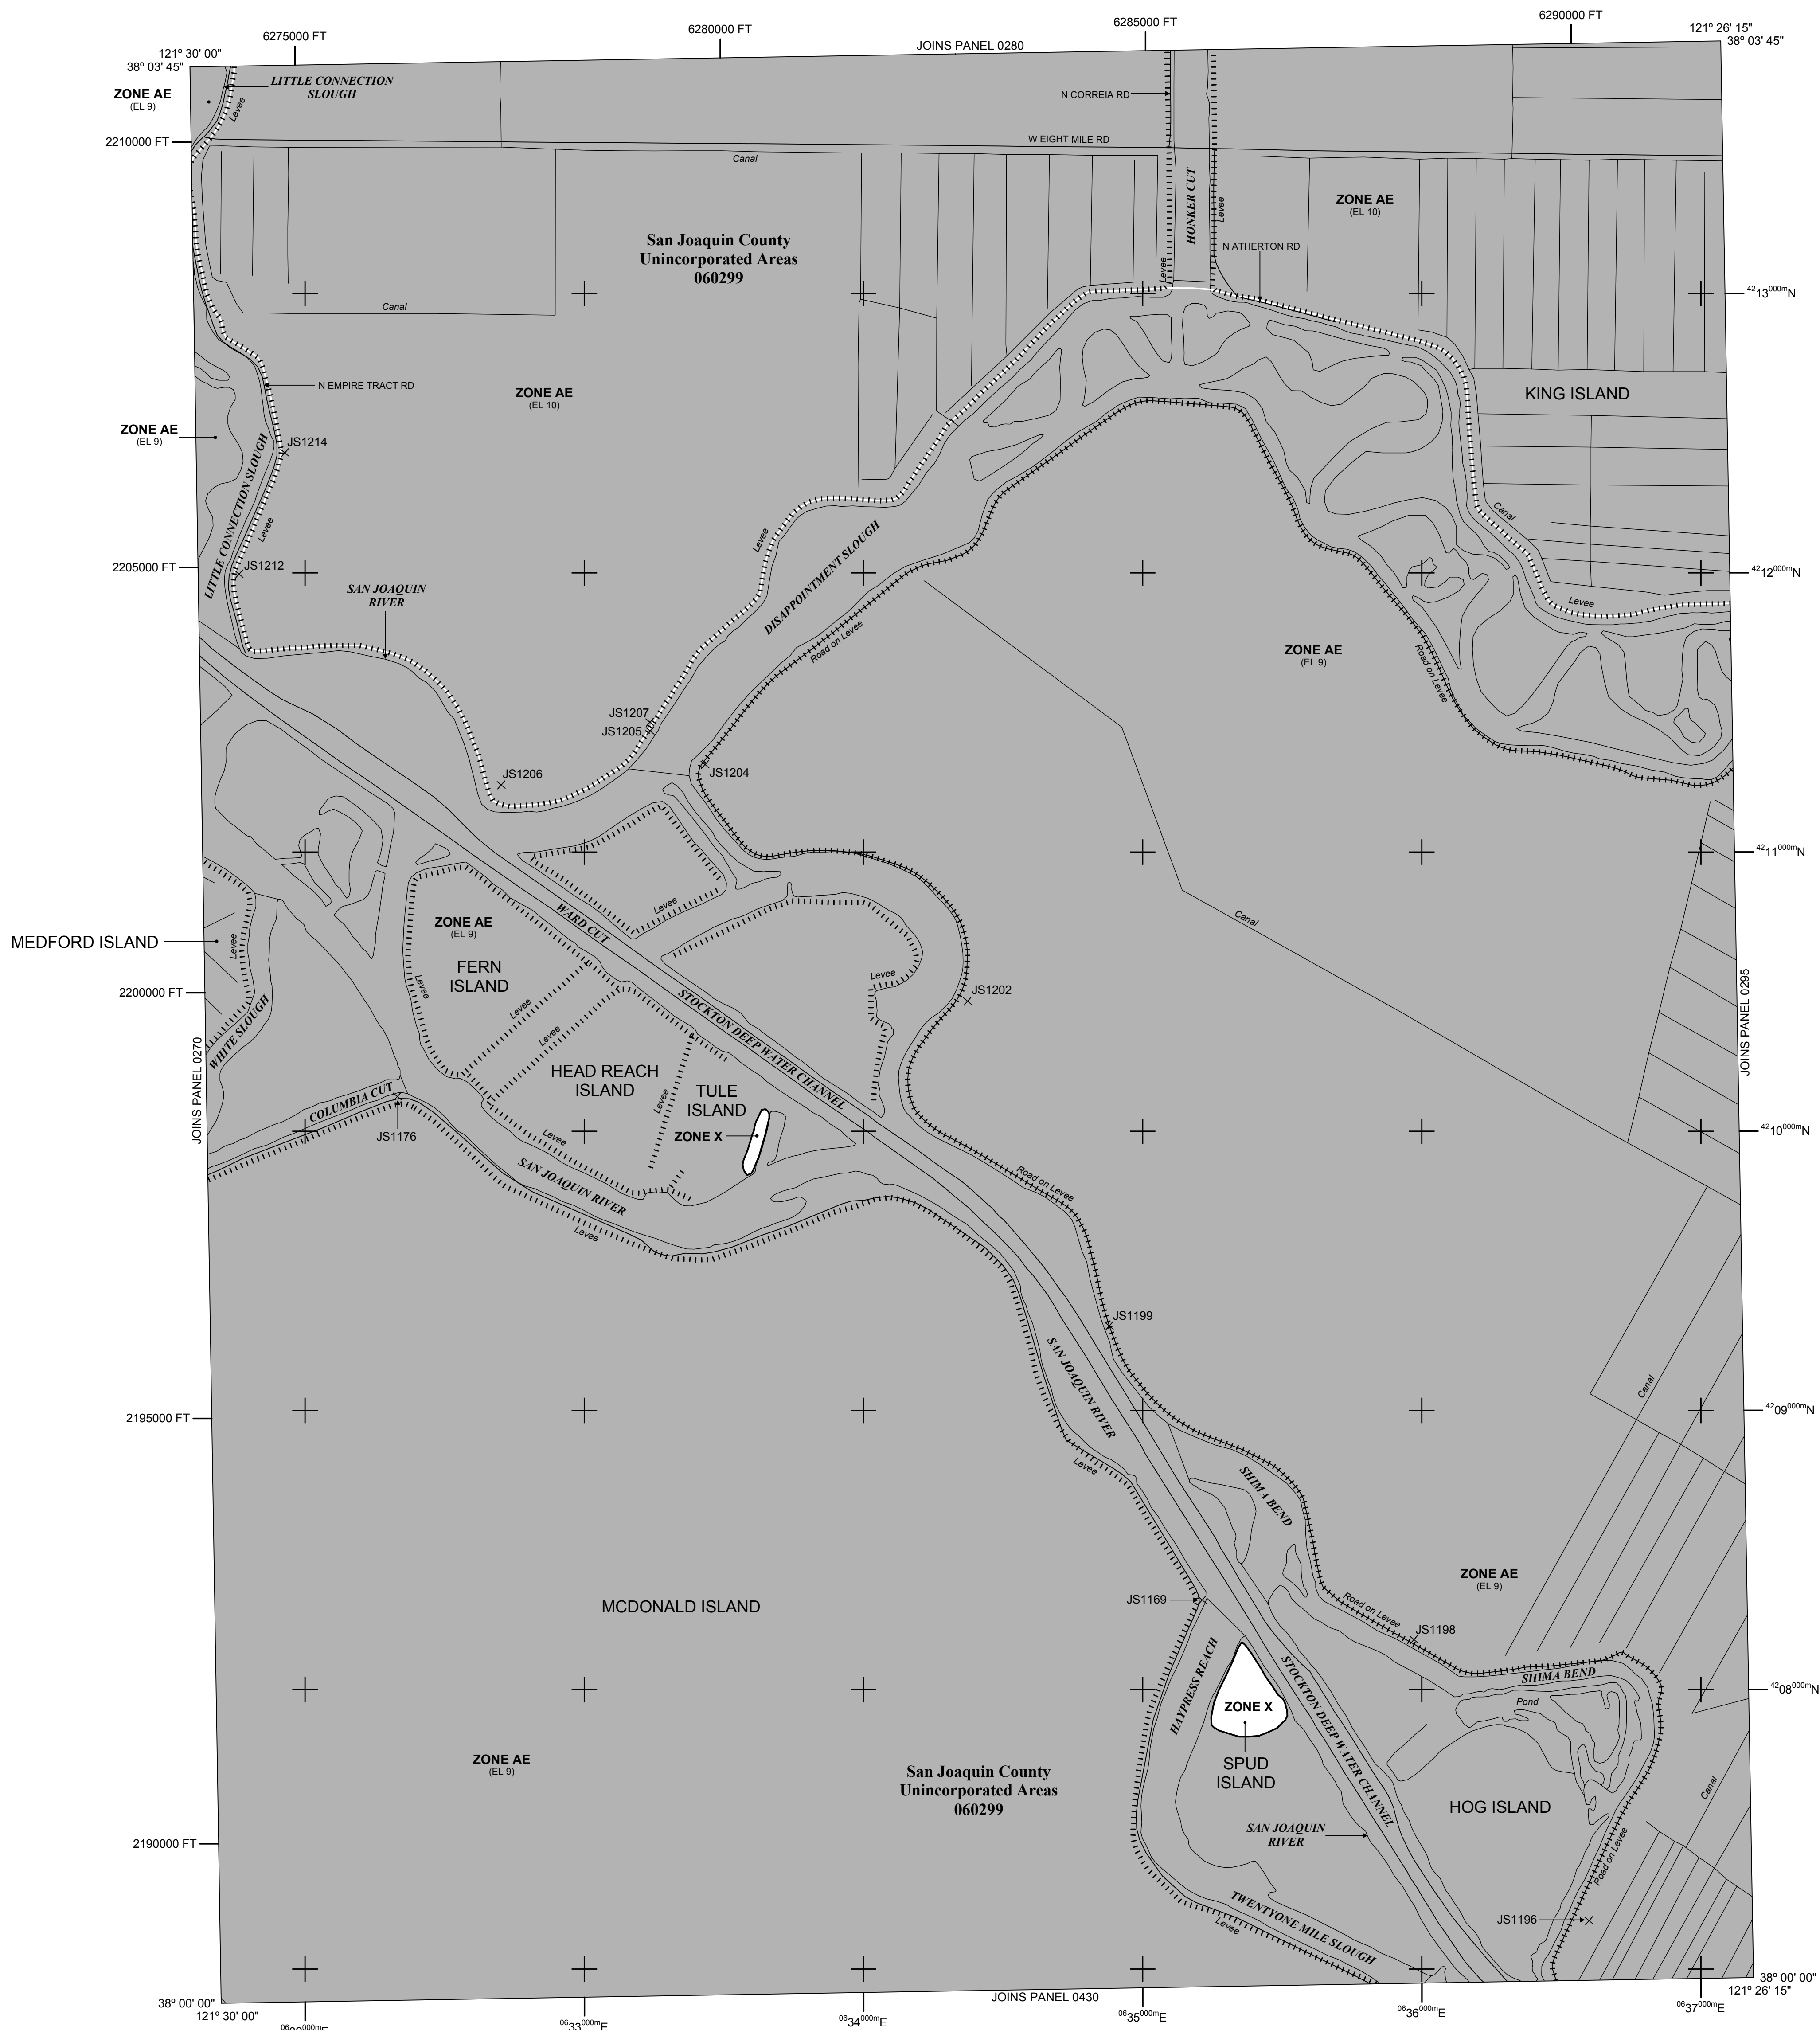 6275000 FT
6280000 FT
6285000 FT
6290000 FT
121° 30' 00"
JOINS PANEL 0280
121° 26' 15"
38° 03' 45"
38° 03' 45"
LITTLE CONNECTION
SLOUGH
ZONE AE
(EL 9)
Levee
N CORREIA RD
2210000 FT
W EIGHT MILE RD
Canal
HONKER CUT
Levee
ZONE AE
(EL 10)
San Joaquin County
Unincorporated Areas
060299
N ATHERTON RD
Levee
Canal
4213000mN
N EMPIRE TRACT RD
ZONE AE
(EL 10)
KING ISLAND
ZONE AE
(EL 9)
JS1214
LITTLE CONNECTION SLOUGH
Levee
Levee
DISAPPOINTMENT SLOUGH
Canal
2205000 FT
JS1212
4212000mN
SAN JOAQUIN
RIVER
Levee
Road on Levee
ZONE AE
(EL 9)
Road on Levee
JS1207
JS1205
JS1206
JS1204
4211000mN
Levee
WARD CUT
ZONE AE
(EL 9)
MEDFORD ISLAND
Levee
Canal
FERN
ISLAND
Levee
Levee
2200000 FT
JS1202
STOCKTON DEEP WATER CHANNEL
Levee
WHITE SLOUGH
Levee
JOINS PANEL 0270
JOINS PANEL 0295
HEAD REACH
ISLAND
TULE
ISLAND
Levee
COLUMBIA CUT
JS1176
ZONE X
Levee
4210000mN
SAN JOAQUIN RIVER
Levee
Road on Levee
JS1199
SAN JOAQUIN RIVER
Canal
2195000 FT
4209000mN
Levee
SHIMA BEND
ZONE AE
(EL 9)
MCDONALD ISLAND
JS1169
Road on Levee
JS1198
HAYPRESS REACH
SHIMA BEND
4208000mN
Pond
ZONE X
STOCKTON DEEP WATER CHANNEL
ZONE AE
(EL 9)
San Joaquin County
Unincorporated Areas
060299
SPUD
ISLAND
Canal
HOG ISLAND
SAN JOAQUIN
RIVER
2190000 FT
Road on Levee
TWENTYONE MILE SLOUGH
Levee
JS1196
38° 00' 00"
121° 30' 00"
JOINS PANEL 0430
38° 00' 00"
121° 26' 15"
0633000mE
0634000mE
0635000mE
0636000mE
0637000mE